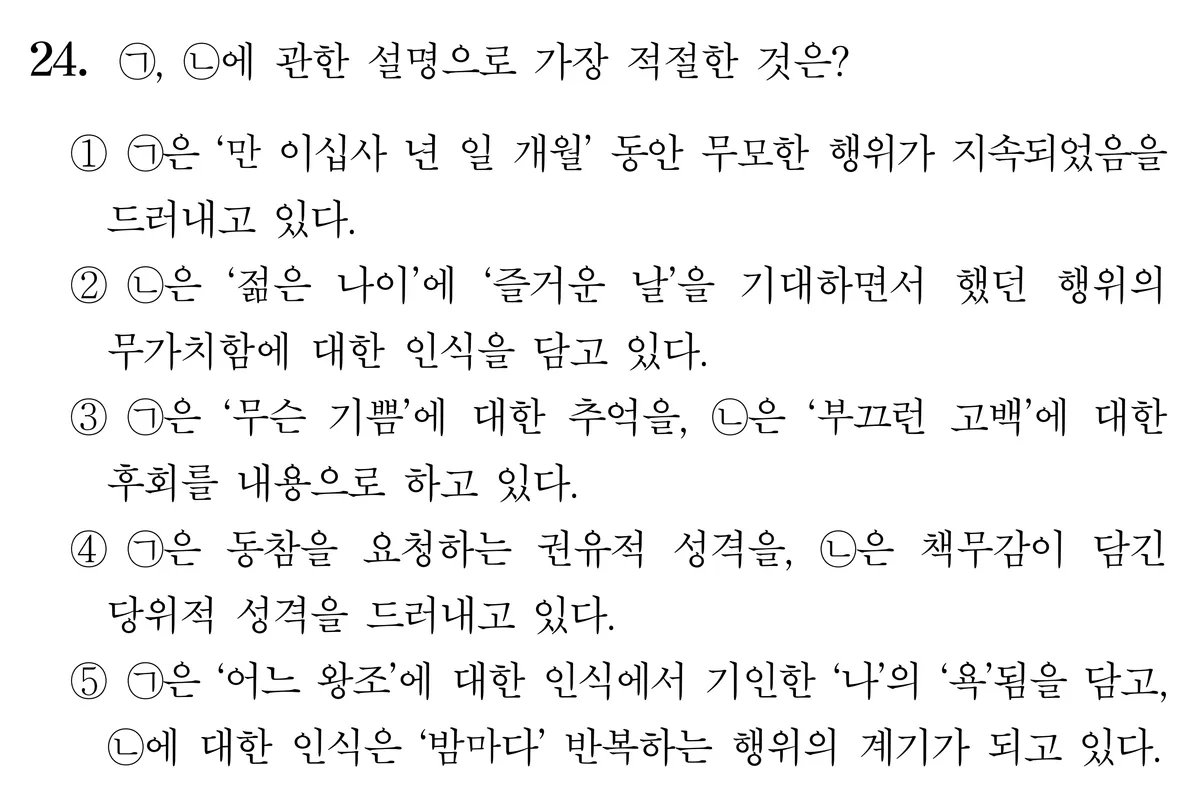 24. ㉠, ㉡에 관한 설명으로 가장 적절한 것은?
① ㉠은 ‘만 이십사 년 일 개월’ 동안 무모한 행위가 지속되었음을
드러내고 있다.
② ㉡은 ‘젊은 나이’에 ‘즐거운 날’을 기대하면서 했던 행위의
무가치함에 대한 인식을 담고 있다.
③ ㉠은 ‘무슨 기쁨’에 대한 추억을, ㉡은 ‘부끄런 고백’에 대한
후회를 내용으로 하고 있다.
④ ㉠은 동참을 요청하는 권유적 성격을, ㉡은 책무감이 담긴
당위적 성격을 드러내고 있다.
⑤ ㉠은 ‘어느 왕조’에 대한 인식에서 기인한 ‘나’의 ‘욕’됨을 담고,
㉡에 대한 인식은 ‘밤마다’ 반복하는 행위의 계기가 되고 있다.